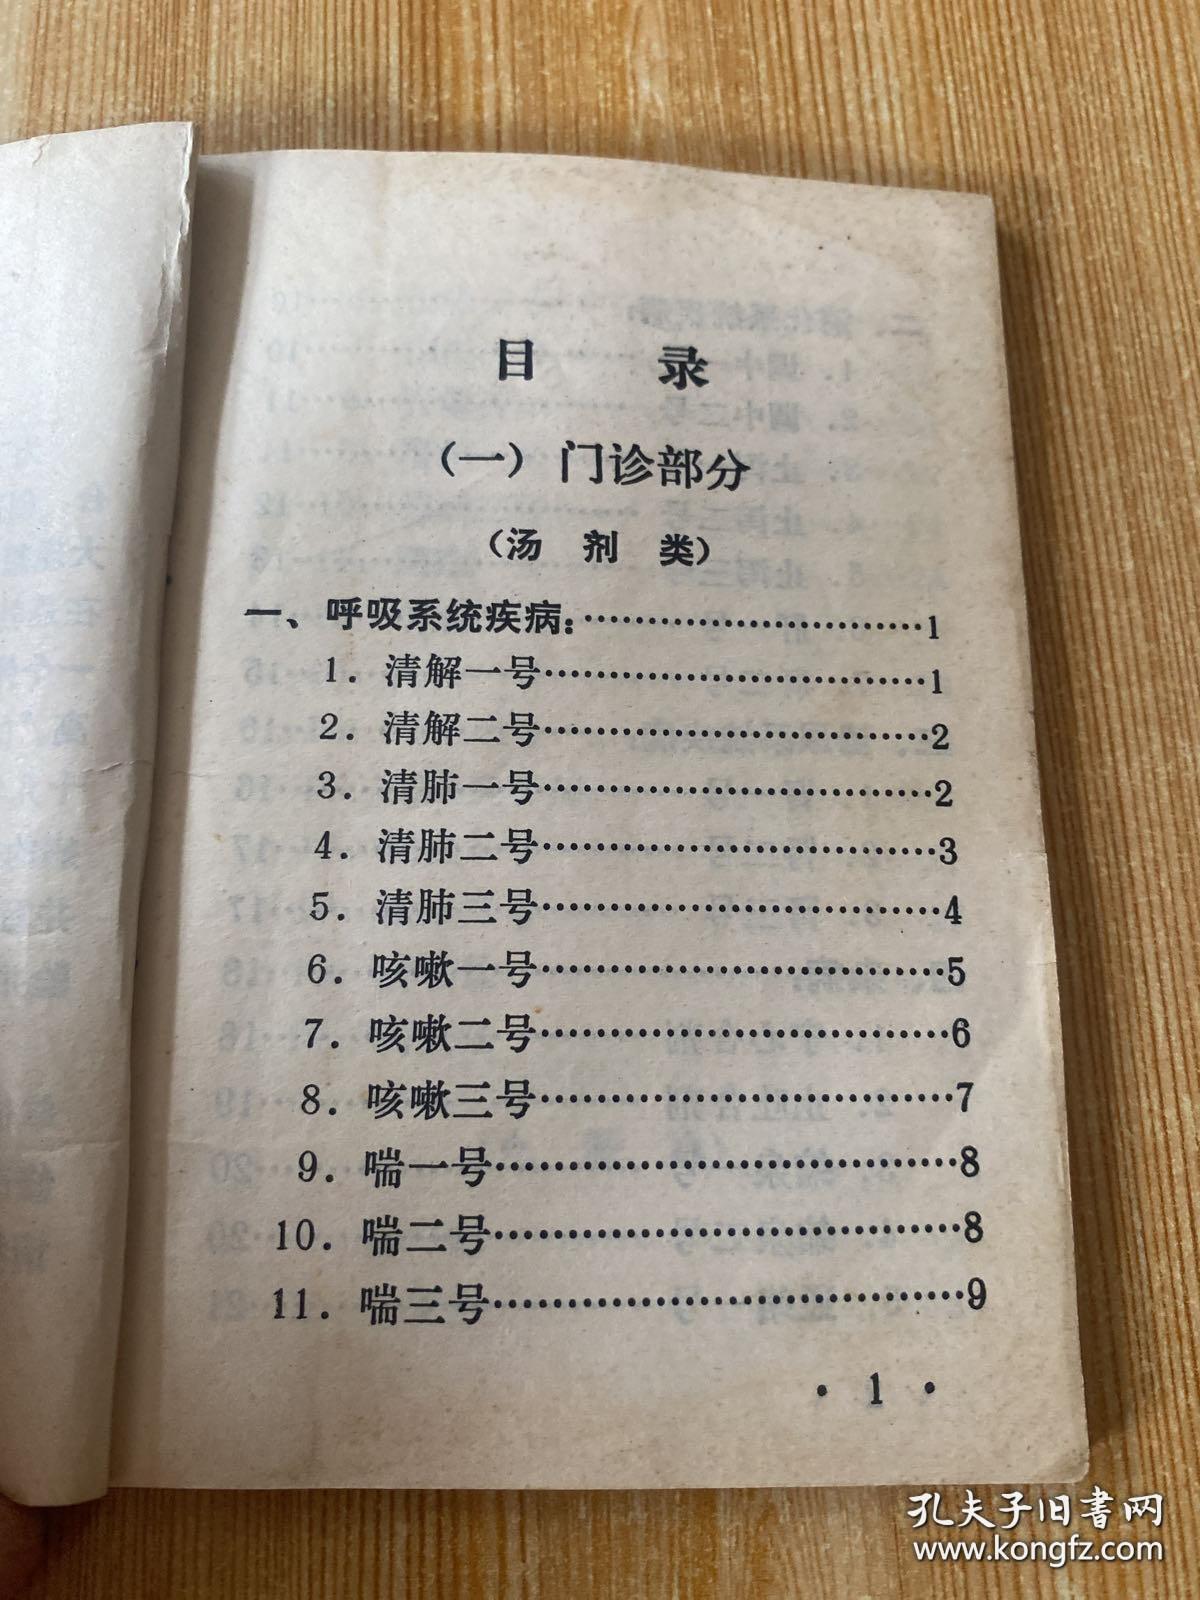 目 录
（一）门诊部分
（汤 剂 类）
一、呼吸系统疾病：…………………………1
1．清解一号……………………………1
2．清解二号……………………………2
3．清肺一号……………………………2
4．清肺二号……………………………3
5．清肺三号……………………………4
6．咳嗽一号……………………………5
7．咳嗽二号……………………………6
8．咳嗽三号……………………………7
9．喘一号………………………………8
10．喘二号………………………………8
11．喘三号………………………………9
· 1 ·
孔夫子旧书网
www.kongfz.com